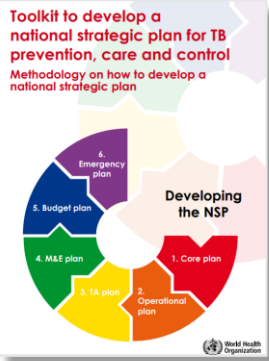 Toolkit to develop a
national strategic plan for TB
prevention, care and control
Methodology on how to develop a
national strategic plan
6.
Emergency
plan
Developing
the NSP
5. Budget plan
4. M&E plan
1. Core plan
3. TA plan
2.
Operational
plan
World Health
Organization